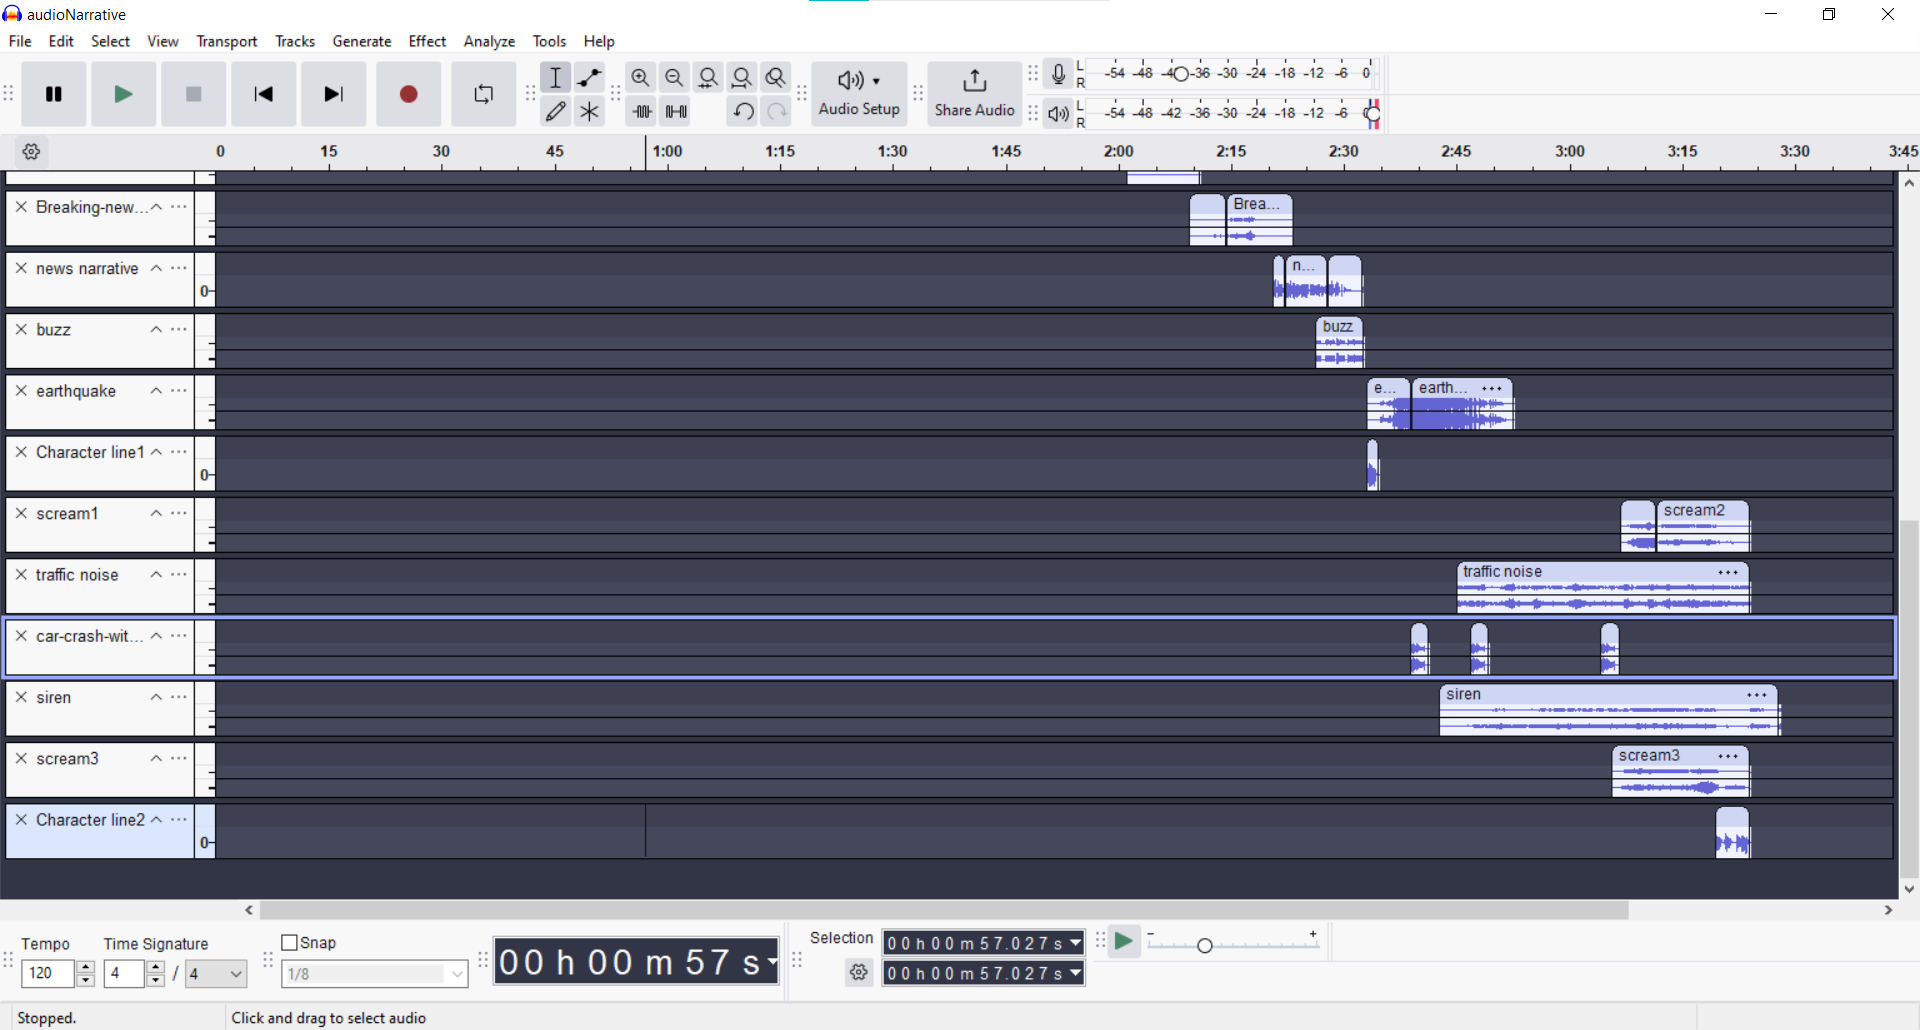 audioNarrative
File Edit Select View Transport Tracks Generate Effect Analyze Tools Help
Audio Setup
Share Audio
L
R
-54 -48 -4 -36 -30 -24 -18 -12 -6 0
L
R
-54 -48 -42 -36 -30 -24 -18 -12 -6
0 15 30 45 1:00 1:15 1:30 1:45 2:00 2:15 2:30 2:45 3:00 3:15 3:30 3:45
Breaking-new...
Brea...
news narrative
0
n...
buzz
buzz
earthquake
e...
earth...
Character line1
0
scream1
scream2
traffic noise
traffic noise
car-crash-wit...
siren
siren
scream3
scream3
Character line2
0
Tempo
120
Time Signature
4 / 4
Snap
1/8
00 h 00 m 57 s
Selection
00 h 00 m 57.027 s
00 h 00 m 57.027 s
- +
Stopped.
Click and drag to select audio